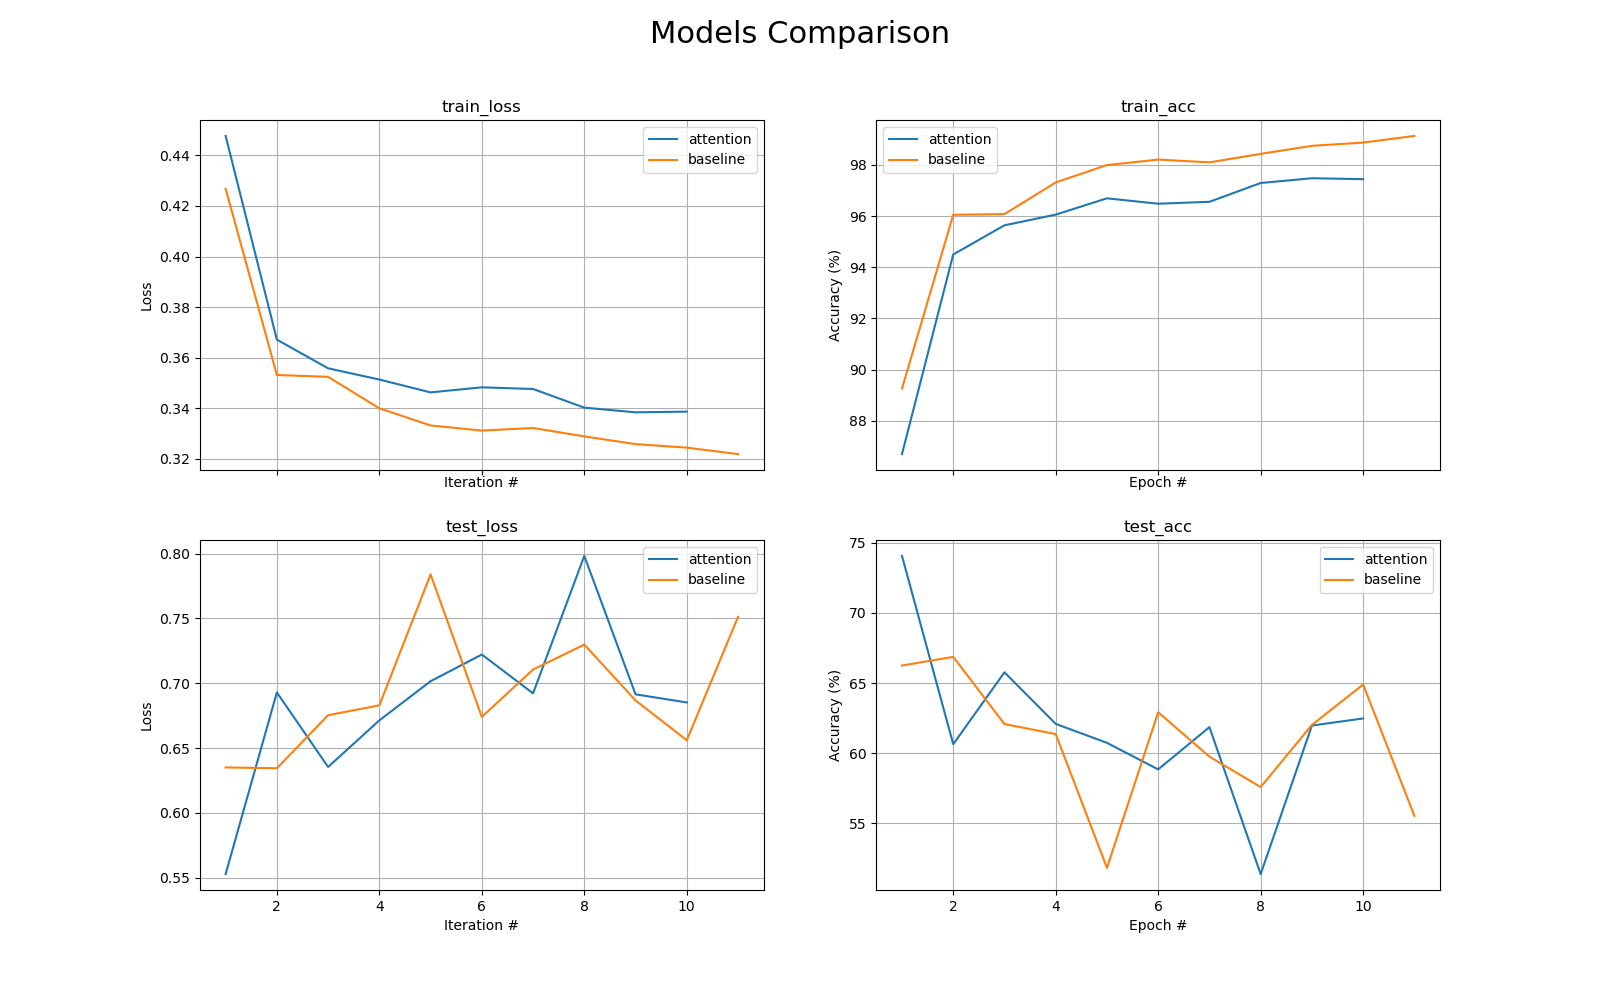 Models Comparison
train_loss
attention
baseline
0.44
0.42
0.40
0.38
0.36
0.34
0.32
Loss
Iteration #
train_acc
attention
baseline
98
96
94
92
90
88
Accuracy (%)
Epoch #
test_loss
attention
baseline
0.80
0.75
0.70
0.65
0.60
0.55
Loss
2 4 6 8 10
Iteration #
test_acc
attention
baseline
75
70
65
60
55
Accuracy (%)
2 4 6 8 10
Epoch #